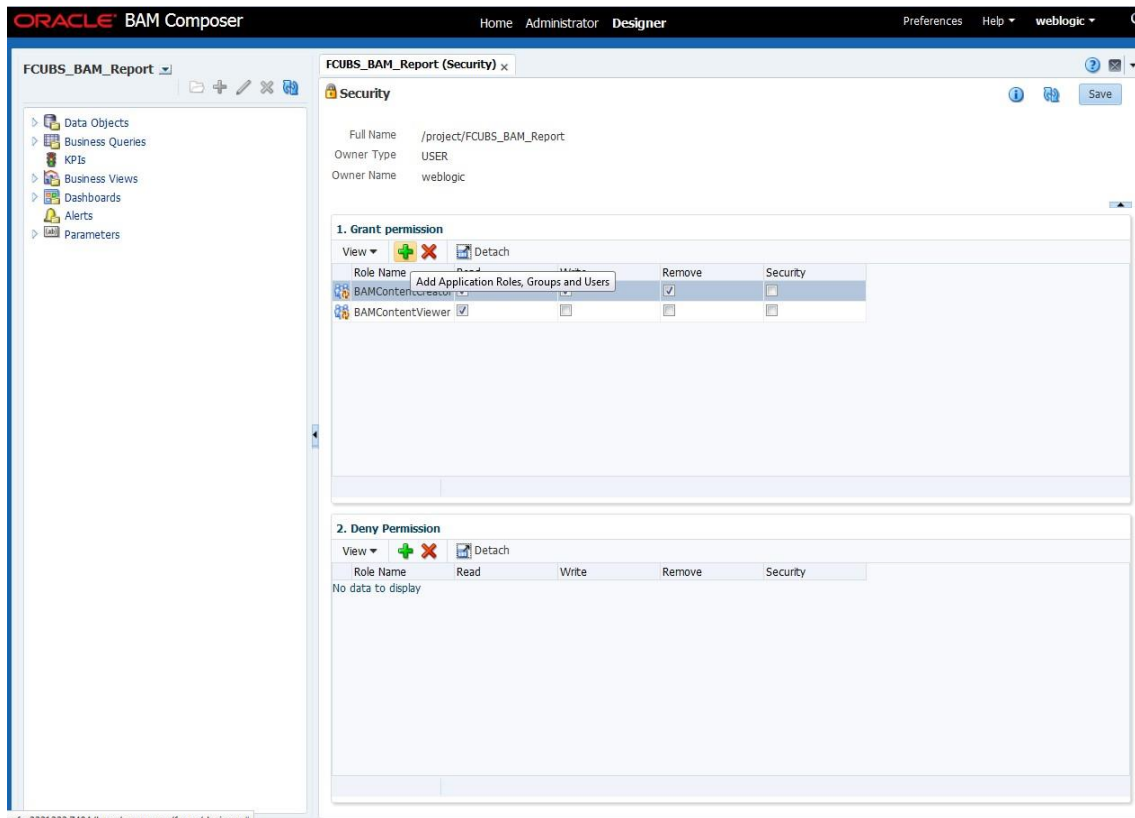 ORACLE® BAM Composer Home Administrator Designer Preferences Help weblogic
FCUBS_BAM_Report
FCUBS_BAM_Report (Security) x
Security Save
Data Objects
Business Queries
KPIs
Business Views
Dashboards
Alerts
Parameters
Full Name /project/FCUBS_BAM_Report
Owner Type USER
Owner Name weblogic
1. Grant permission
View Detach
Role Name Remove Security
Add Application Roles, Groups and Users
BAMContentCreator
BAMContentViewer
2. Deny Permission
View Detach
Role Name Read Write Remove Security
No data to display